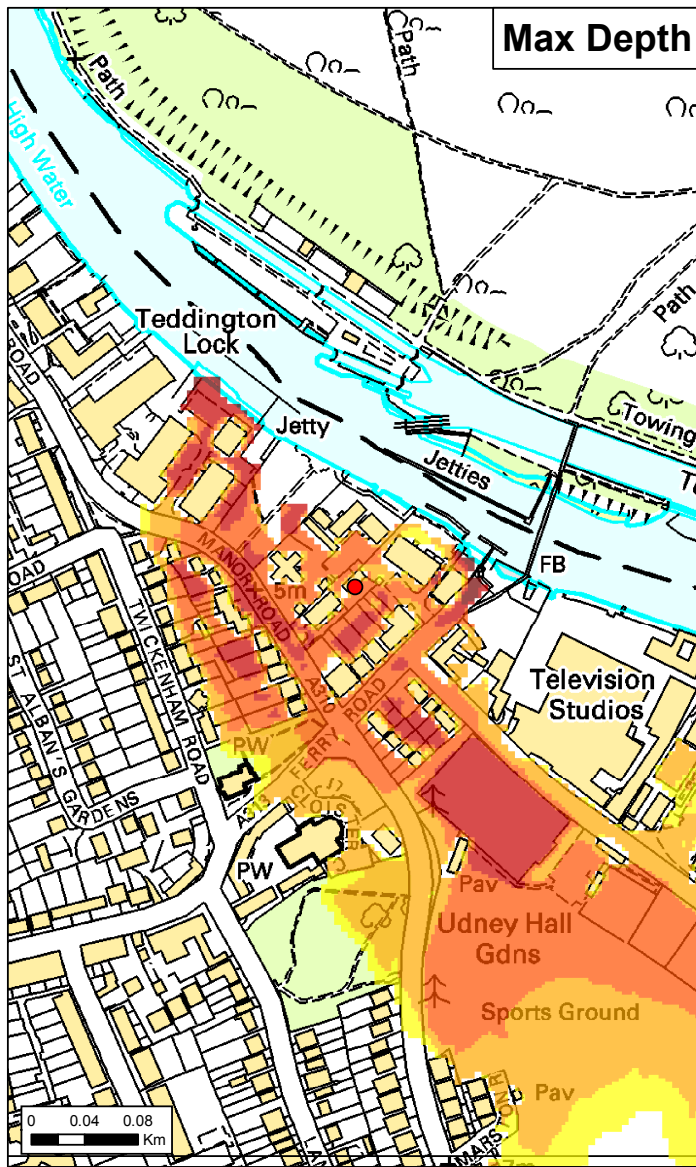 Max Depth
Path
Path
High Water
Path
Teddington
Lock
Towing
Jetty
Jetties
ROAD
MANOR ROAD
FB
5m
ROAD
TWICKENHAM ROAD
ST ALBAN'S
GARDENS
A310
Television
Studios
FERRY ROAD
PW
A313
CLOISTER
PW
Pav
Udney Hall
Gdns
Sports Ground
Pav
0 0.04 0.08
Km